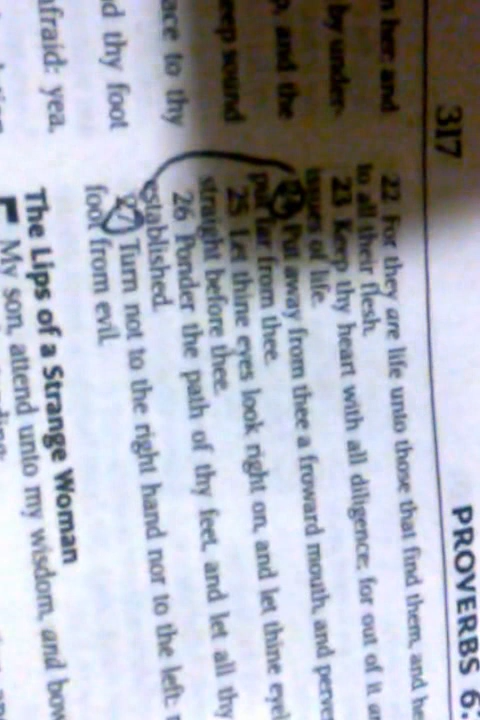 317
PROVERBS 6:
n her: and
by under-
p, and the
eep sound
ace to thy
d thy foot
afraid: yea,
22 For they are life unto those that find them, and he
to all their flesh.
23 Keep thy heart with all diligence; for out of it a
issues of life.
24 Put away from thee a froward mouth, and perver
put far from thee.
25 Let thine eyes look right on, and let thine eyel
straight before thee.
26 Ponder the path of thy feet, and let all thy
established.
27 Turn not to the right hand nor to the left:
foot from evil.
The Lips of a Strange Woman
My son, attend unto my wisdom, and bow